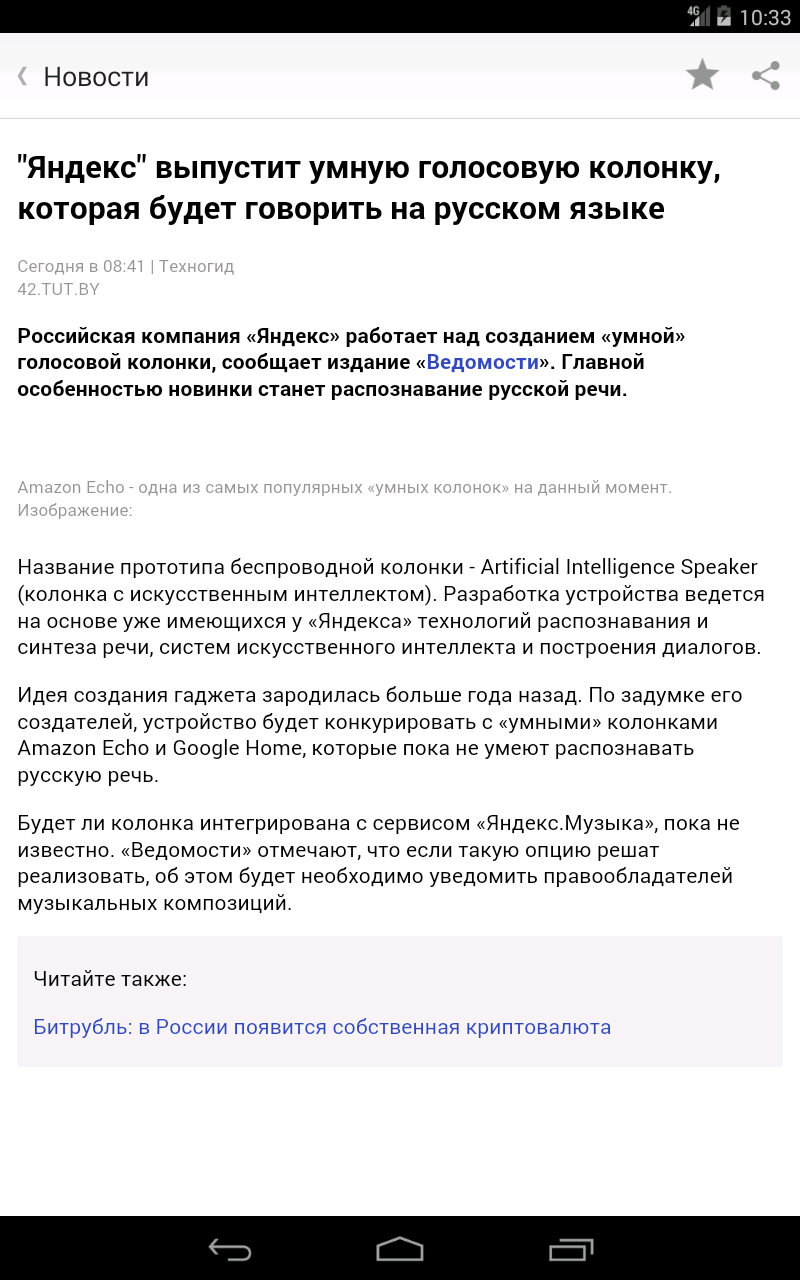 4G 10:33
Новости
"Яндекс" выпустит умную голосовую колонку,
которая будет говорить на русском языке
Сегодня в 08:41 | Техногид
42.TUT.BY
Российская компания «Яндекс» работает над созданием «умной»
голосовой колонки, сообщает издание «Ведомости». Главной
особенностью новинки станет распознавание русской речи.
Amazon Echo - одна из самых популярных «умных колонок» на данный момент.
Изображение:
Название прототипа беспроводной колонки - Artificial Intelligence Speaker
(колонка с искусственным интеллектом). Разработка устройства ведется
на основе уже имеющихся у «Яндекса» технологий распознавания и
синтеза речи, систем искусственного интеллекта и построения диалогов.
Идея создания гаджета зародилась больше года назад. По задумке его
создателей, устройство будет конкурировать с «умными» колонками
Amazon Echo и Google Home, которые пока не умеют распознавать
русскую речь.
Будет ли колонка интегрирована с сервисом «Яндекс.Музыка», пока не
известно. «Ведомости» отмечают, что если такую опцию решат
реализовать, об этом будет необходимо уведомить правообладателей
музыкальных композиций.
Читайте также:
Битрубль: в России появится собственная криптовалюта